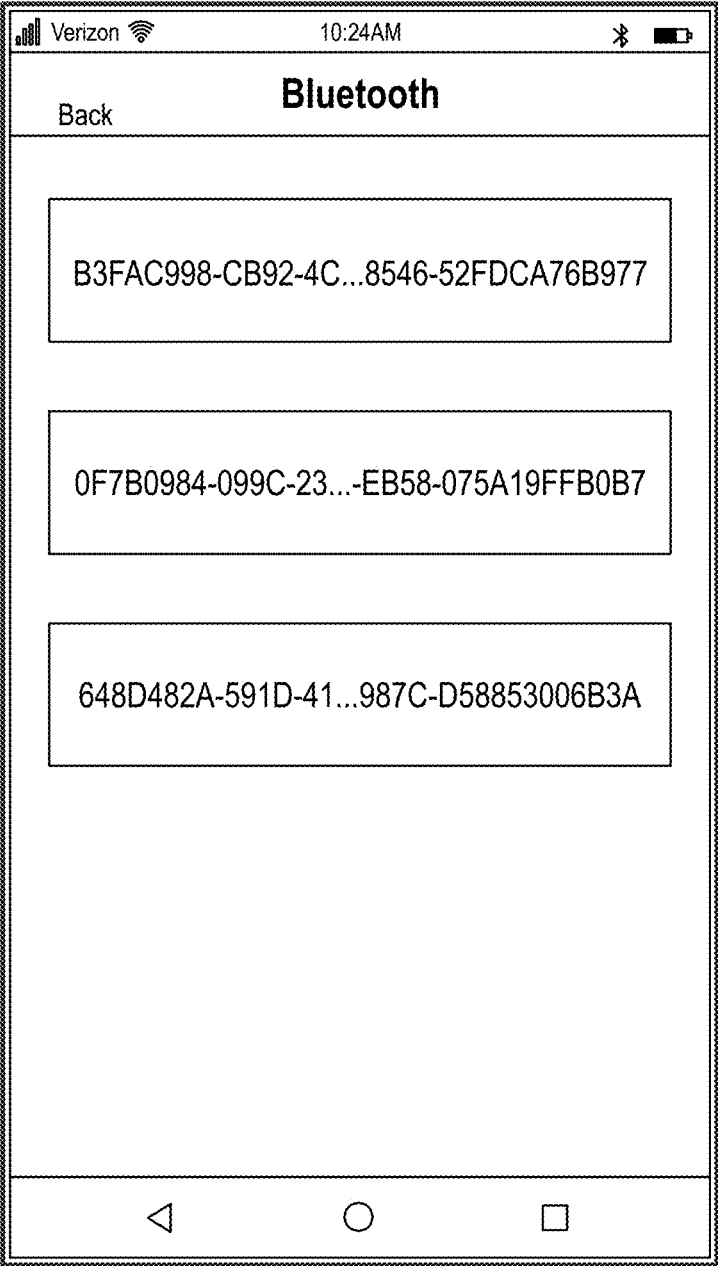 Verizon 10:24AM
Bluetooth
Back
B3FAC998-CB92-4C...8546-52FDCA76B977
0F7B0984-099C-23...-EB58-075A19FFB0B7
648D482A-591D-41...987C-D58853006B3A